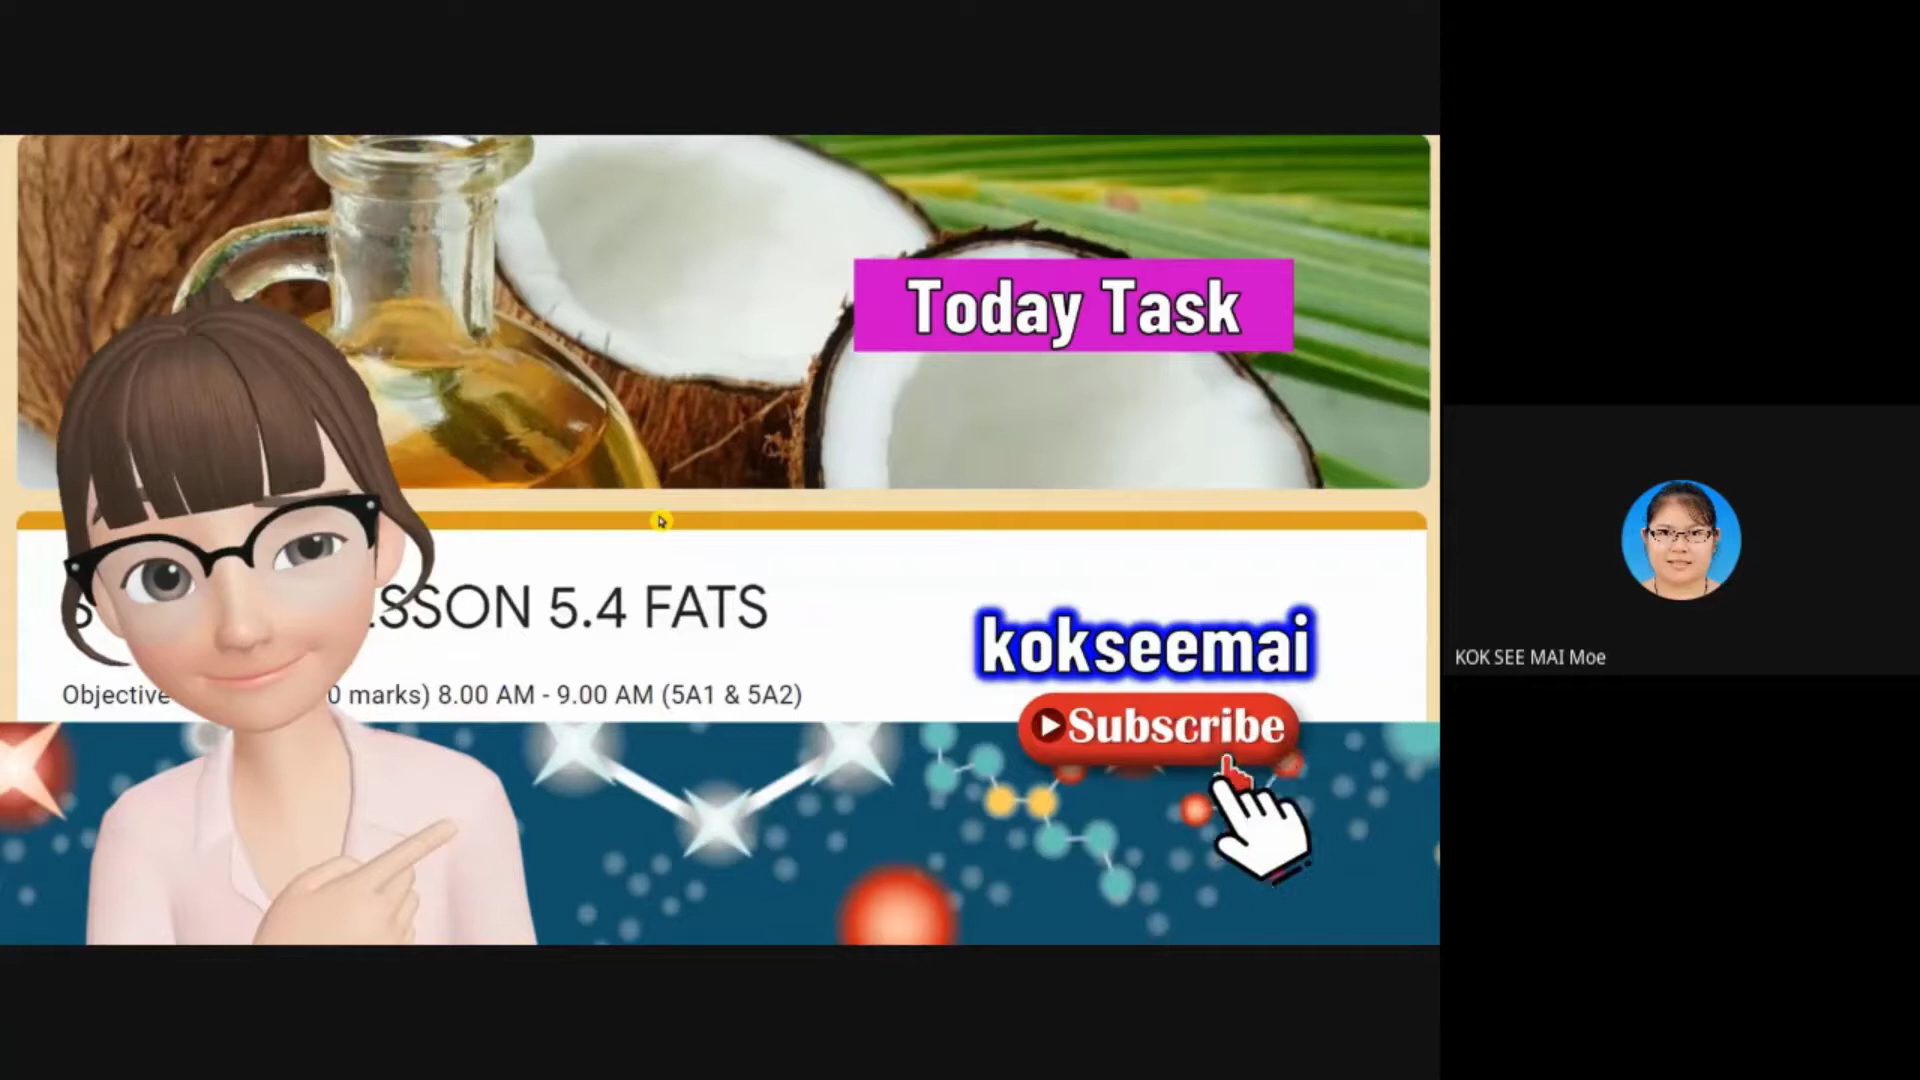 Today Task
SSON 5.4 FATS
kokseemai
Objective 0 marks) 8.00 AM - 9.00 AM (5A1 & 5A2)
Subscribe
KOK SEE MAI Moe